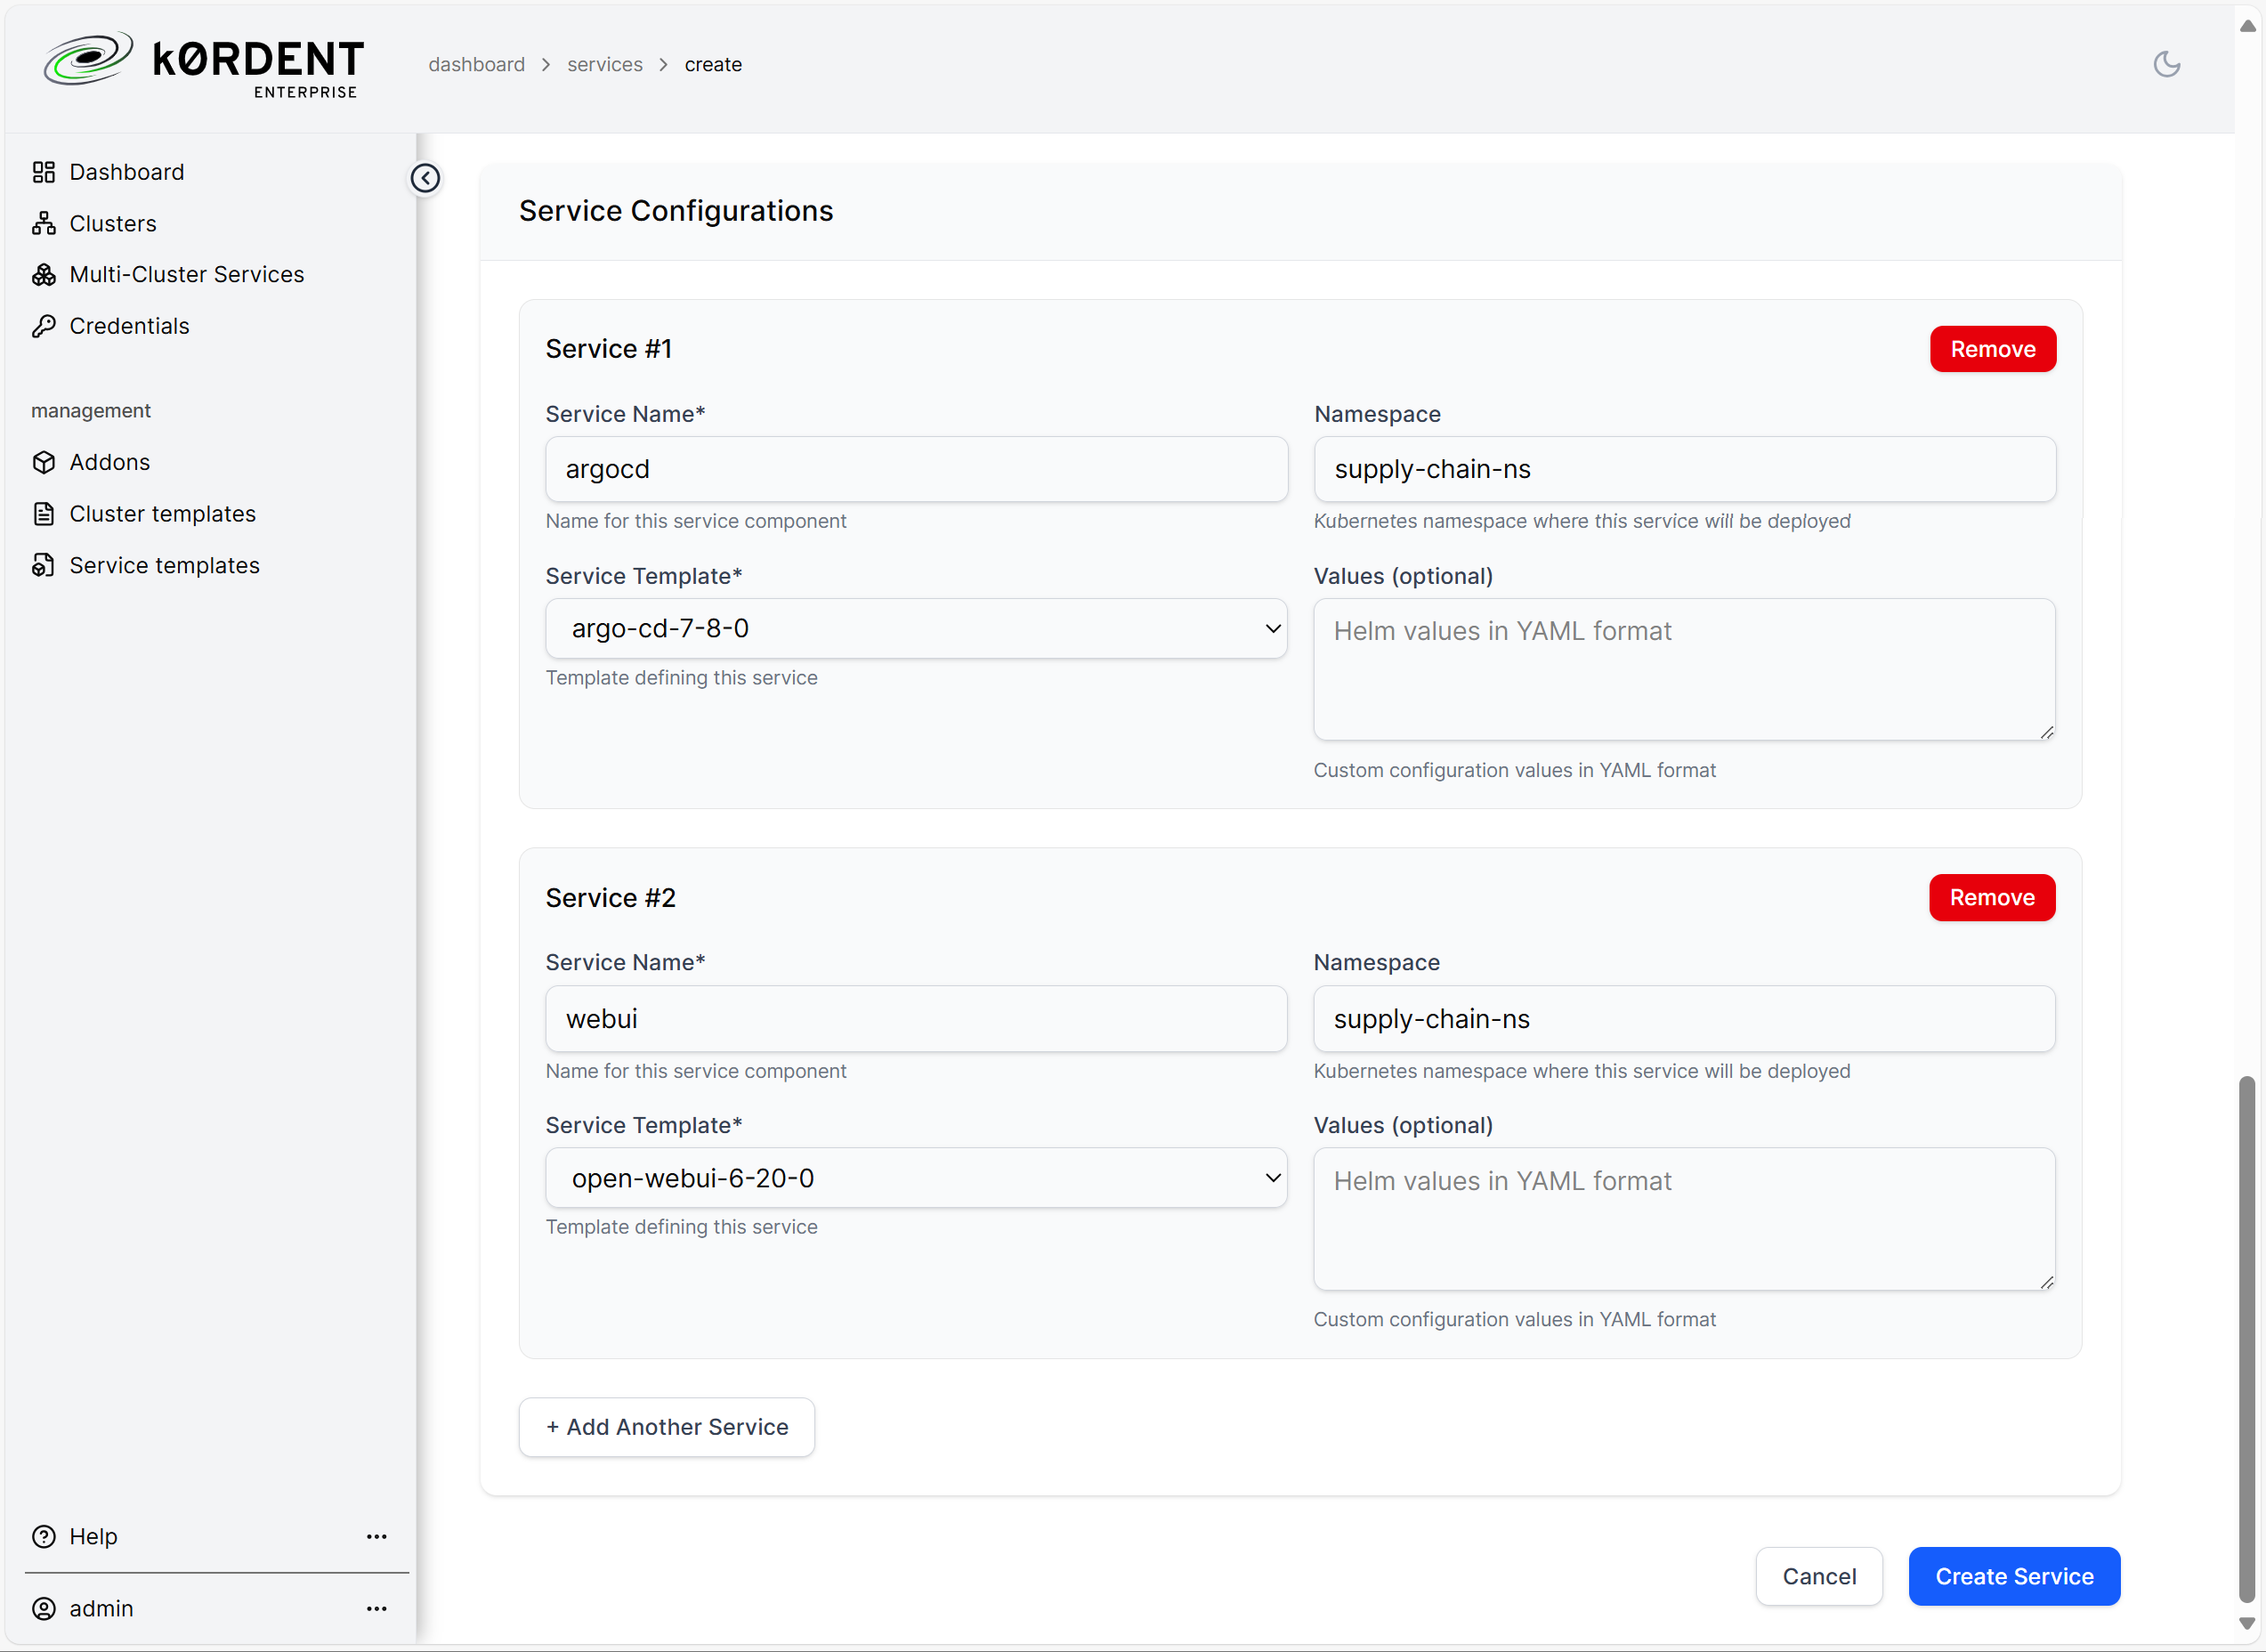 k0RDENT
ENTERPRISE
dashboard > services > create
Dashboard
Clusters
Multi-Cluster Services
Credentials
management
Addons
Cluster templates
Service templates
Help
admin
Service Configurations
Service #1
Remove
Service Name*
Namespace
argocd
supply-chain-ns
Name for this service component
Kubernetes namespace where this service will be deployed
Service Template*
Values (optional)
argo-cd-7-8-0
Helm values in YAML format
Template defining this service
Custom configuration values in YAML format
Service #2
Remove
Service Name*
Namespace
webui
supply-chain-ns
Name for this service component
Kubernetes namespace where this service will be deployed
Service Template*
Values (optional)
open-webui-6-20-0
Helm values in YAML format
Template defining this service
Custom configuration values in YAML format
+ Add Another Service
Cancel
Create Service